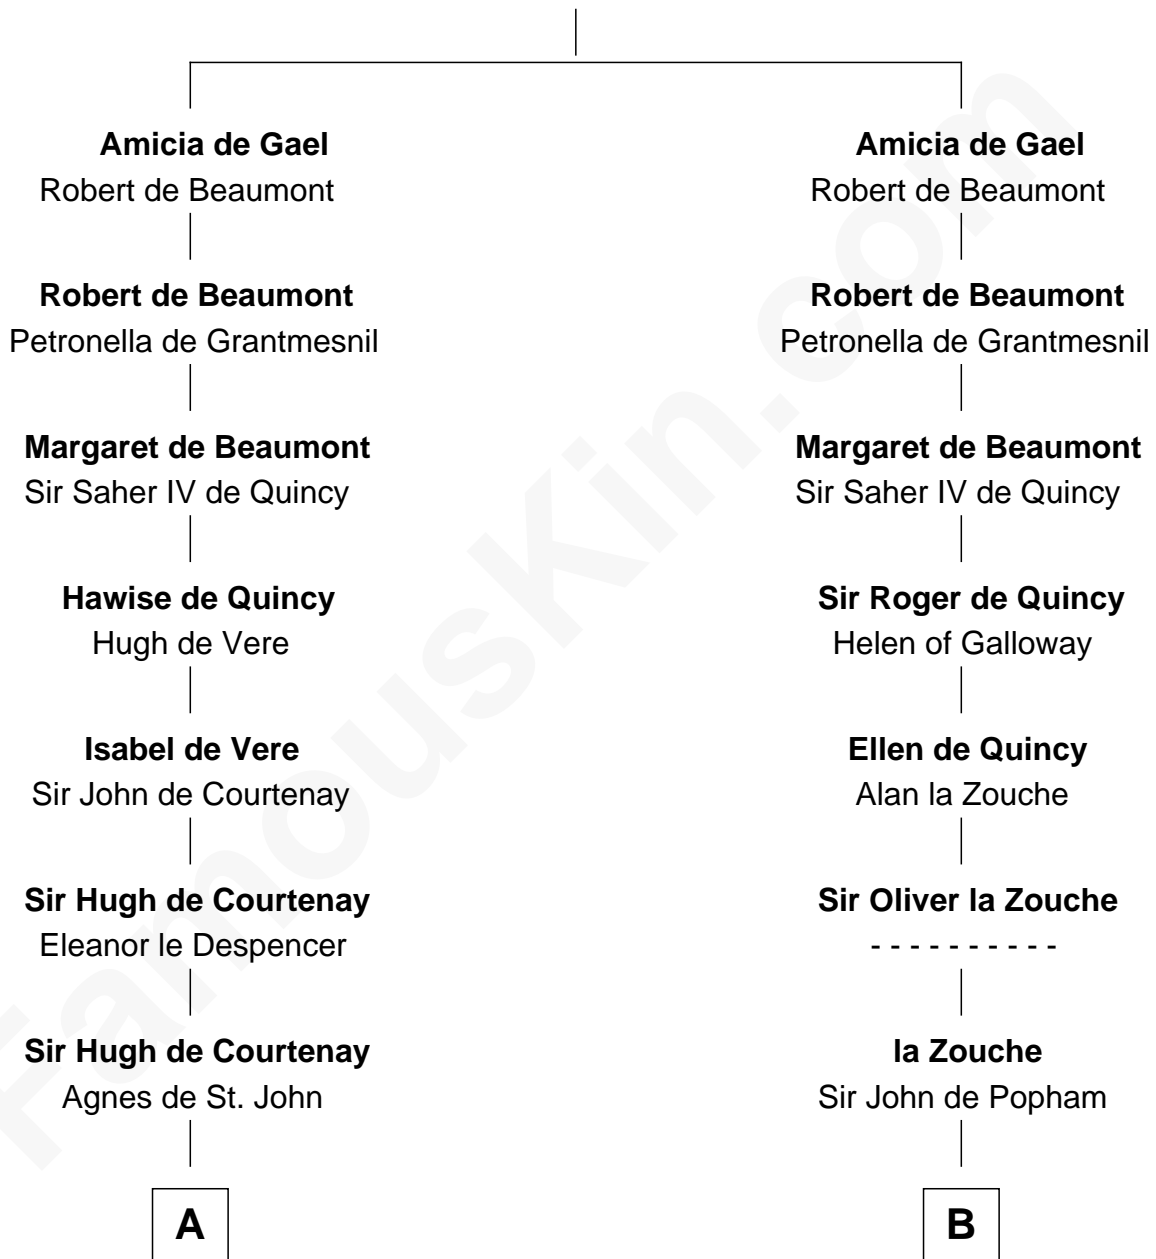 Amicia de Gael
Robert de Beaumont
Robert de Beaumont
Petronella de Grantmesnil
Margaret de Beaumont
Sir Saher IV de Quincy
Hawise de Quincy
Hugh de Vere
Isabel de Vere
Sir John de Courtenay
Sir Hugh de Courtenay
Eleanor le Despencer
Sir Hugh de Courtenay
Agnes de St. John
A
Amicia de Gael
Robert de Beaumont
Robert de Beaumont
Petronella de Grantmesnil
Margaret de Beaumont
Sir Saher IV de Quincy
Sir Roger de Quincy
Helen of Galloway
Ellen de Quincy
Alan la Zouche
Sir Oliver la Zouche
- - - - - - - - - -
la Zouche
Sir John de Popham
B
FamousKin.com